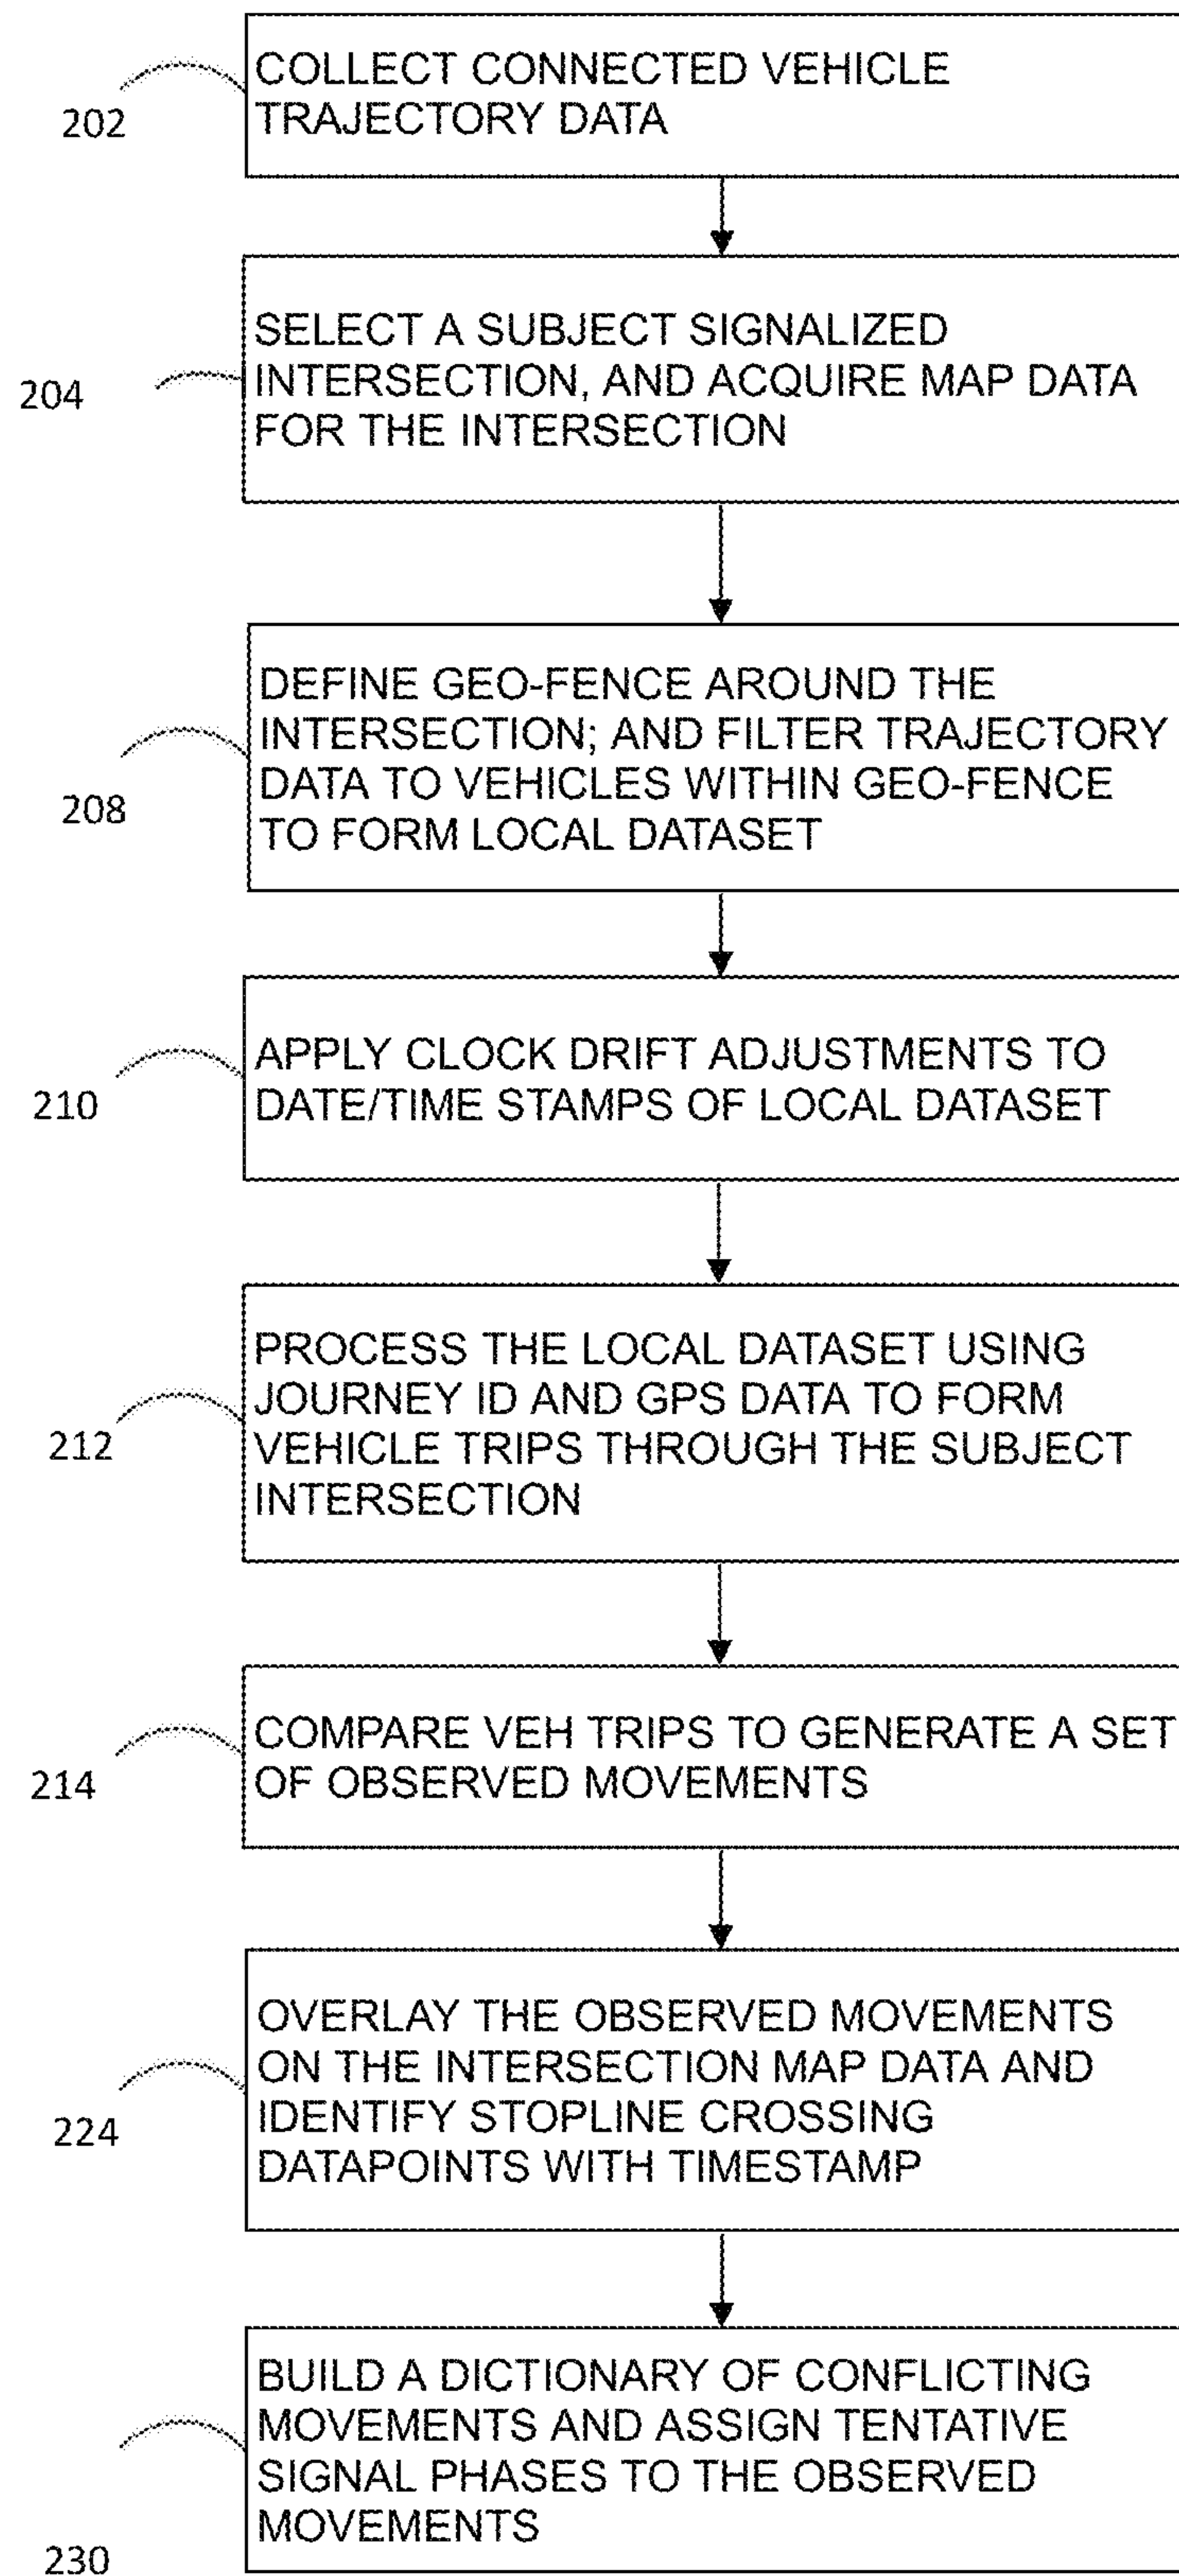 COLLECT CONNECTED VEHICLE
TRAJECTORY DATA
202
SELECT A SUBJECT SIGNALIZED
INTERSECTION, AND ACQUIRE MAP DATA
FOR THE INTERSECTION
204
DEFINE GEO-FENCE AROUND THE
INTERSECTION; AND FILTER TRAJECTORY
DATA TO VEHICLES WITHIN GEO-FENCE
TO FORM LOCAL DATASET
208
APPLY CLOCK DRIFT ADJUSTMENTS TO
DATE/TIME STAMPS OF LOCAL DATASET
210
PROCESS THE LOCAL DATASET USING
JOURNEY ID AND GPS DATA TO FORM
VEHICLE TRIPS THROUGH THE SUBJECT
INTERSECTION
212
COMPARE VEH TRIPS TO GENERATE A SET
OF OBSERVED MOVEMENTS
214
OVERLAY THE OBSERVED MOVEMENTS
ON THE INTERSECTION MAP DATA AND
IDENTIFY STOPLINE CROSSING
DATAPOINTS WITH TIMESTAMP
224
BUILD A DICTIONARY OF CONFLICTING
MOVEMENTS AND ASSIGN TENTATIVE
SIGNAL PHASES TO THE OBSERVED
MOVEMENTS
230